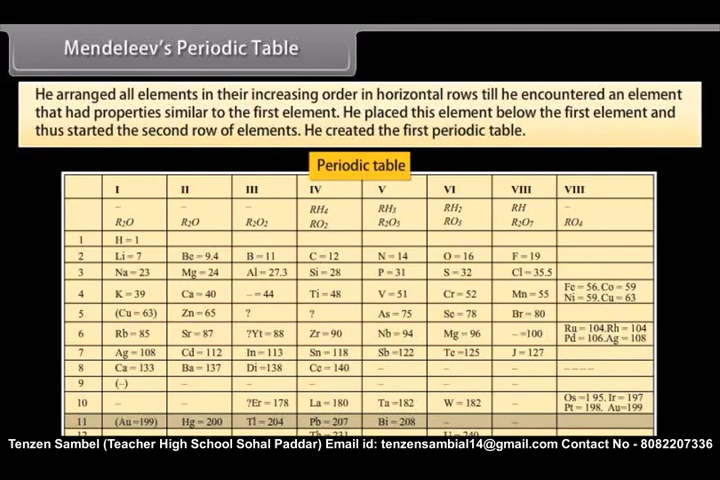 Mendeleev's Periodic Table
He arranged all elements in their increasing order in horizontal rows till he encountered an element
that had properties similar to the first element. He placed this element below the first element and
thus started the second row of elements. He created the first periodic table.
Periodic table
I II III IV V VI VIII VIII
– – – RH₄ RH₃ RH₂ RH –
R₂O R₂O R₂O₂ RO₂ R₂O₅ RO₃ R₂O₇ RO₄
1 H = 1
2 Li = 7 Be = 9.4 B = 11 C = 12 N = 14 O = 16 F = 19
3 Na = 23 Mg = 24 Al = 27.3 Si = 28 P = 31 S = 32 Cl = 35.5
4 K = 39 Ca = 40 – = 44 Ti = 48 V = 51 Cr = 52 Mn = 55 Fe = 56. Co = 59
Ni = 59. Cu = 63
5 (Cu = 63) Zn = 65 ? ? As = 75 Se = 78 Br = 80
6 Rb = 85 Sr = 87 ?Yt = 88 Zr = 90 Nb = 94 Mg = 96 – =100 Ru = 104. Rh = 104
Pd = 106. Ag = 108
7 Ag = 108 Cd = 112 In = 113 Sn = 118 Sb =122 Te =125 J = 127
8 Ca = 133 Ba = 137 Di =138 Ce = 140 – – – – – – –
9 (–) – – – – – –
10 – – ?Er = 178 La = 180 Ta =182 W = 182 – Os =1 95. Ir = 197
Pt = 198. Au=199
11 (Au=199) Hg = 200 Tl = 204 Pb = 207 Bi = 208 – –
Tenzen Sambel (Teacher High School Sohal Paddar) Email id: tenzensambial14@gmail.com Contact No - 8082207336